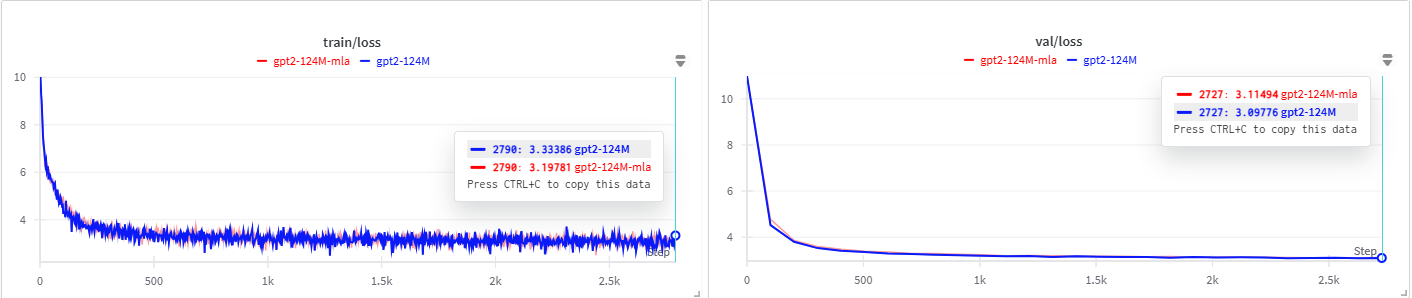 train/loss
gpt2-124M-mla gpt2-124M
10
8
6
4
2790: 3.33386 gpt2-124M
2790: 3.19781 gpt2-124M-mla
Press CTRL+C to copy this data
Step
0 500 1k 1.5k 2k 2.5k
val/loss
gpt2-124M-mla gpt2-124M
10
8
6
4
2727: 3.11494 gpt2-124M-mla
2727: 3.09776 gpt2-124M
Press CTRL+C to copy this data
Step
0 500 1k 1.5k 2k 2.5k